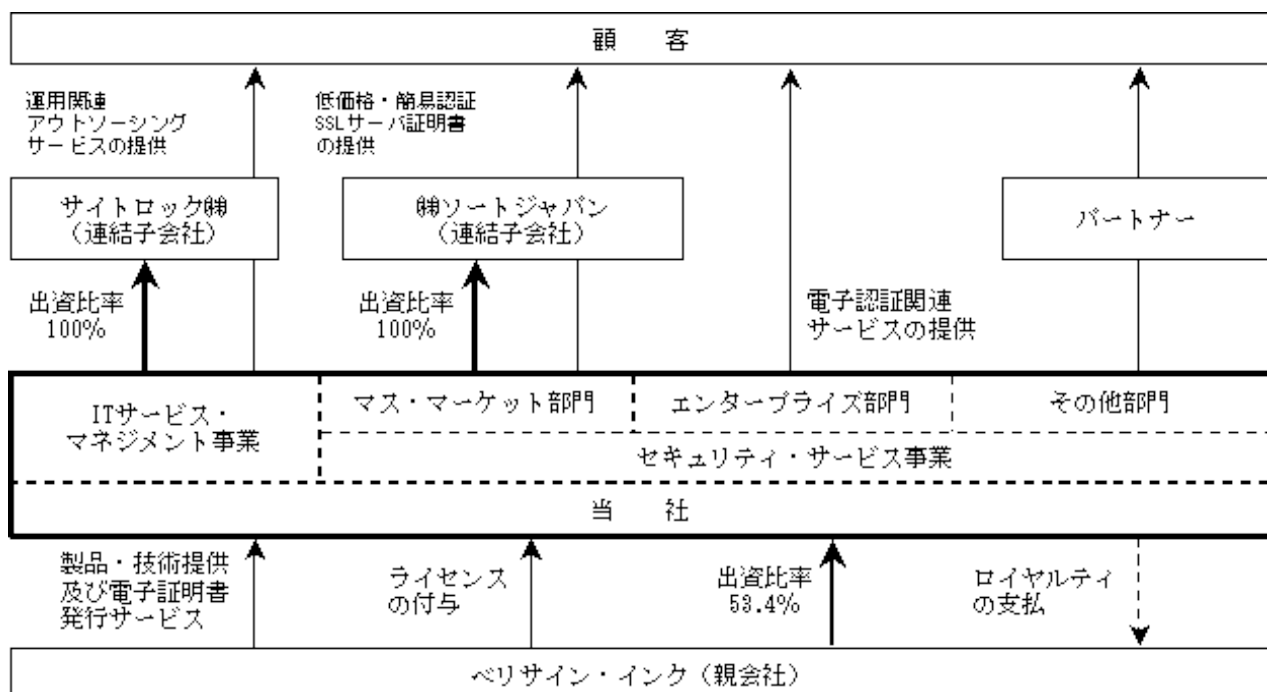 顧　　客
運用関連
アウトソーシング
サービスの提供
低価格・簡易認証
SSLサーバ証明書
の提供
サイトロック㈱
（連結子会社）
㈱ソートジャパン
（連結子会社）
パートナー
出資比率
100%
出資比率
100%
電子認証関連
サービスの提供
ITサービス・
マネジメント事業
マス・マーケット部門
エンタープライズ部門
その他部門
セキュリティ・サービス事業
当　　社
製品・技術提供
及び電子証明書
発行サービス
ライセンス
の付与
出資比率
53.4%
ロイヤルティ
の支払
ベリサイン・インク（親会社）